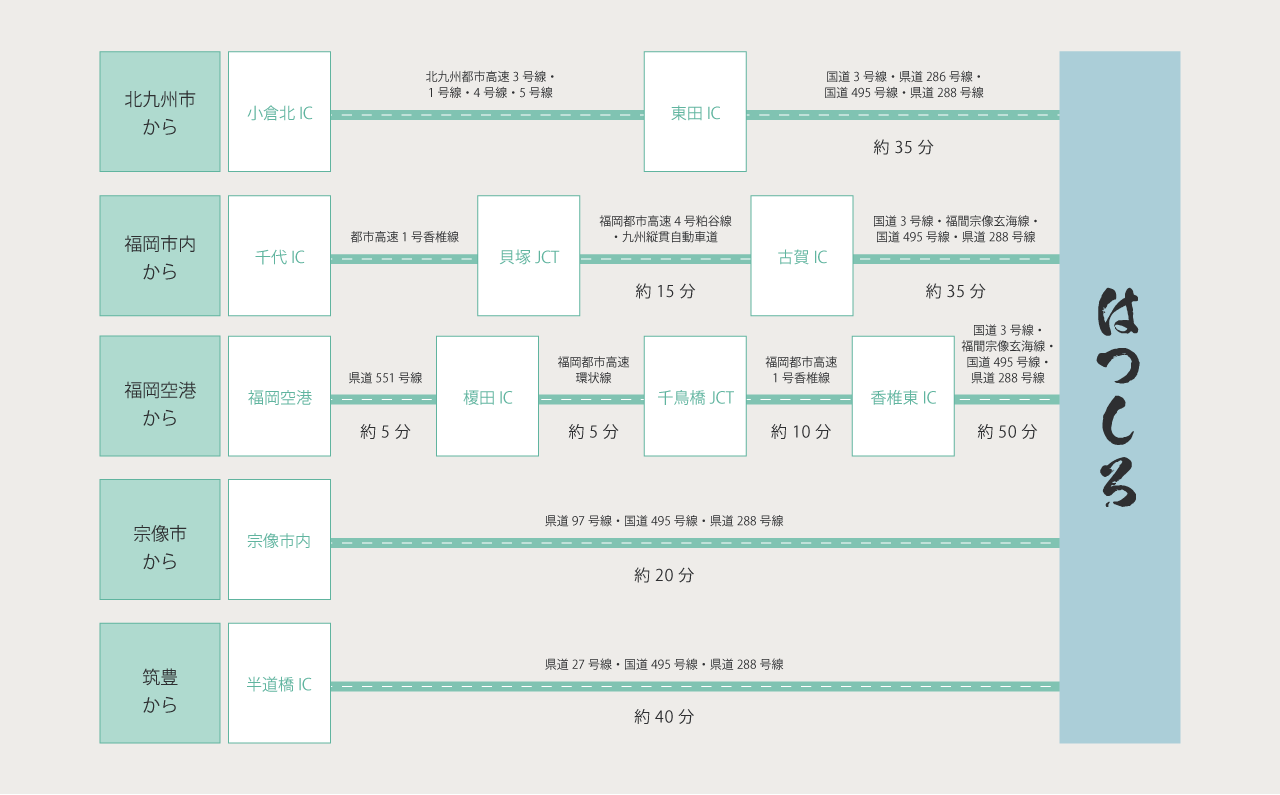 北九州市
から
小倉北 IC
北九州都市高速 3 号線・
1 号線・4 号線・5 号線
東田 IC
国道 3 号線・県道 286 号線・
国道 495 号線・県道 288 号線
約 35 分
福岡市内
から
千代 IC
都市高速 1 号香椎線
貝塚 JCT
福岡都市高速 4 号粕谷線
・九州縦貫自動車道
約 15 分
古賀 IC
国道 3 号線・福間宗像玄海線・
国道 495 号線・県道 288 号線
約 35 分
福岡空港
から
福岡空港
県道 551 号線
約 5 分
榎田 IC
福岡都市高速
環状線
約 5 分
千鳥橋 JCT
福岡都市高速
1 号香椎線
約 10 分
香椎東 IC
国道 3 号線・
福間宗像玄海線・
国道 495 号線・
県道 288 号線
約 50 分
宗像市
から
宗像市内
県道 97 号線・国道 495 号線・県道 288 号線
約 20 分
筑豊
から
半道橋 IC
県道 27 号線・国道 495 号線・県道 288 号線
約 40 分
はつしろ